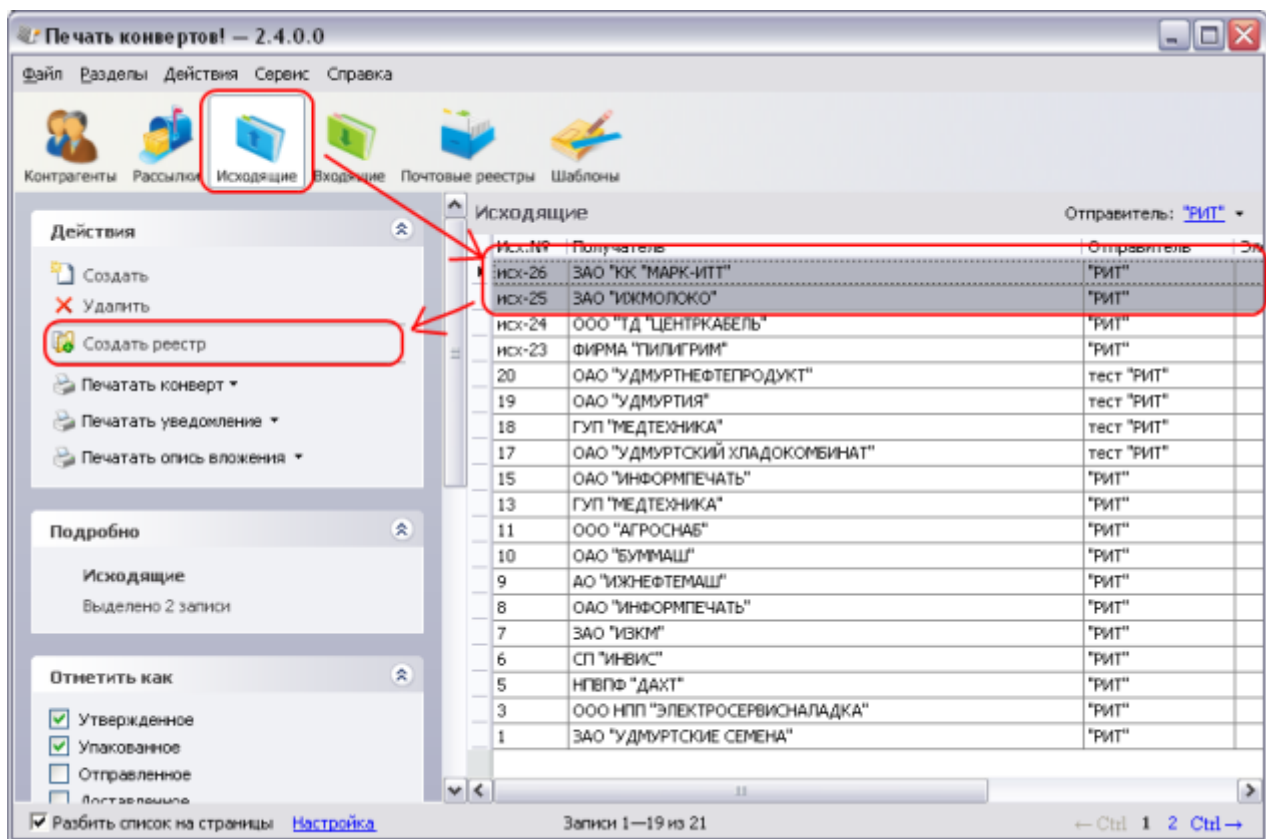 Печать конвертов! — 2.4.0.0
Файл Разделы Действия Сервис Справка
Контрагенты Рассылки Исходящие Входящие Почтовые реестры Шаблоны
Действия
Создать
Удалить
Создать реестр
Печатать конверт
Печатать уведомление
Печатать опись вложения
Подробно
Исходящие
Выделено 2 записи
Отметить как
Утвержденное
Упакованное
Отправленное
Доставленное
Исходящие Отправитель: "РИТ"
Исх.№ Получатель Отправитель
исх-26 ЗАО "КК "МАРК-ИТТ" "РИТ"
исх-25 ЗАО "ИЖМОЛОКО" "РИТ"
исх-24 ООО "ТД "ЦЕНТРКАБЕЛЬ" "РИТ"
исх-23 ФИРМА "ПИЛИГРИМ" "РИТ"
20 ОАО "УДМУРТНЕФТЕПРОДУКТ" тест "РИТ"
19 ОАО "УДМУРТИЯ" тест "РИТ"
18 ГУП "МЕДТЕХНИКА" тест "РИТ"
17 ОАО "УДМУРТСКИЙ ХЛАДОКОМБИНАТ" тест "РИТ"
15 ОАО "ИНФОРМПЕЧАТЬ" "РИТ"
13 ГУП "МЕДТЕХНИКА" "РИТ"
11 ООО "АГРОСНАБ" "РИТ"
10 ОАО "БУММАШ" "РИТ"
9 АО "ИЖНЕФТЕМАШ" "РИТ"
8 ОАО "ИНФОРМПЕЧАТЬ" "РИТ"
7 ЗАО "ИЗКМ" "РИТ"
6 СП "ИНВИС" "РИТ"
5 НПВПФ "ДАХТ" "РИТ"
3 ООО НПП "ЭЛЕКТРОСЕРВИСНАЛАДКА" "РИТ"
1 ЗАО "УДМУРТСКИЕ СЕМЕНА" "РИТ"
Разбить список на страницы Настройка Записи 1—19 из 21 ← Ctrl 1 2 Ctrl →